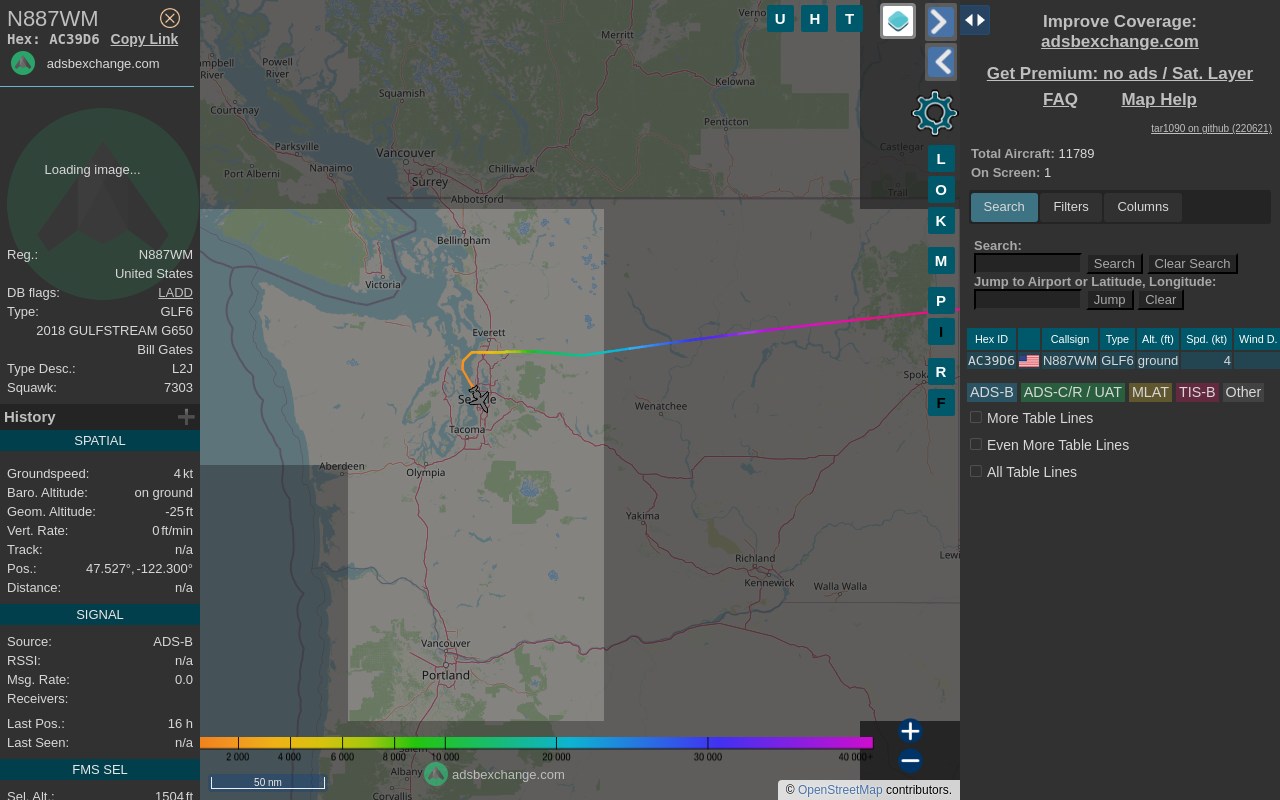 N887WM
Hex: AC39D6 Copy Link
adsbexchange.com
Loading image...
Reg.: N887WM
United States
DB flags: LADD
Type: GLF6
2018 GULFSTREAM G650
Bill Gates
Type Desc.: L2J
Squawk: 7303
History
SPATIAL
Groundspeed: 4 kt
Baro. Altitude: on ground
Geom. Altitude: -25 ft
Vert. Rate: 0 ft/min
Track: n/a
Pos.: 47.527°, -122.300°
Distance: n/a
SIGNAL
Source: ADS-B
RSSI: n/a
Msg. Rate: 0.0
Receivers:
Last Pos.: 16 h
Last Seen: n/a
FMS SEL
Sel. Alt.: 1504 ft
U H T
Merritt
Powell
River
River
Squamish
Kelowna
Courtenay
Penticton
Parksville
Vancouver
Castlegar
Nanaimo
Port Alberni
Chilliwack
Surrey
Abbotsford
Trail
Bellingham
Victoria
Everett
Tacoma
Wenatchee
Aberdeen
Olympia
Yakima
Richland
Kennewick
Walla Walla
Vancouver
Portland
Albany
Corvallis
L
O
K
M
P
I
R
F
2 000 4 000 6 000 8 000 10 000 20 000 30 000 40 000+
50 nm
adsbexchange.com
© OpenStreetMap contributors.
Improve Coverage:
adsbexchange.com
Get Premium: no ads / Sat. Layer
FAQ Map Help
tar1090 on github (220621)
Total Aircraft: 11789
On Screen: 1
Search Filters Columns
Search:
Search Clear Search
Jump to Airport or Latitude, Longitude:
Jump Clear
Hex ID Callsign Type Alt. (ft) Spd. (kt) Wind D.
AC39D6 N887WM GLF6 ground 4
ADS-B ADS-C/R / UAT MLAT TIS-B Other
More Table Lines
Even More Table Lines
All Table Lines